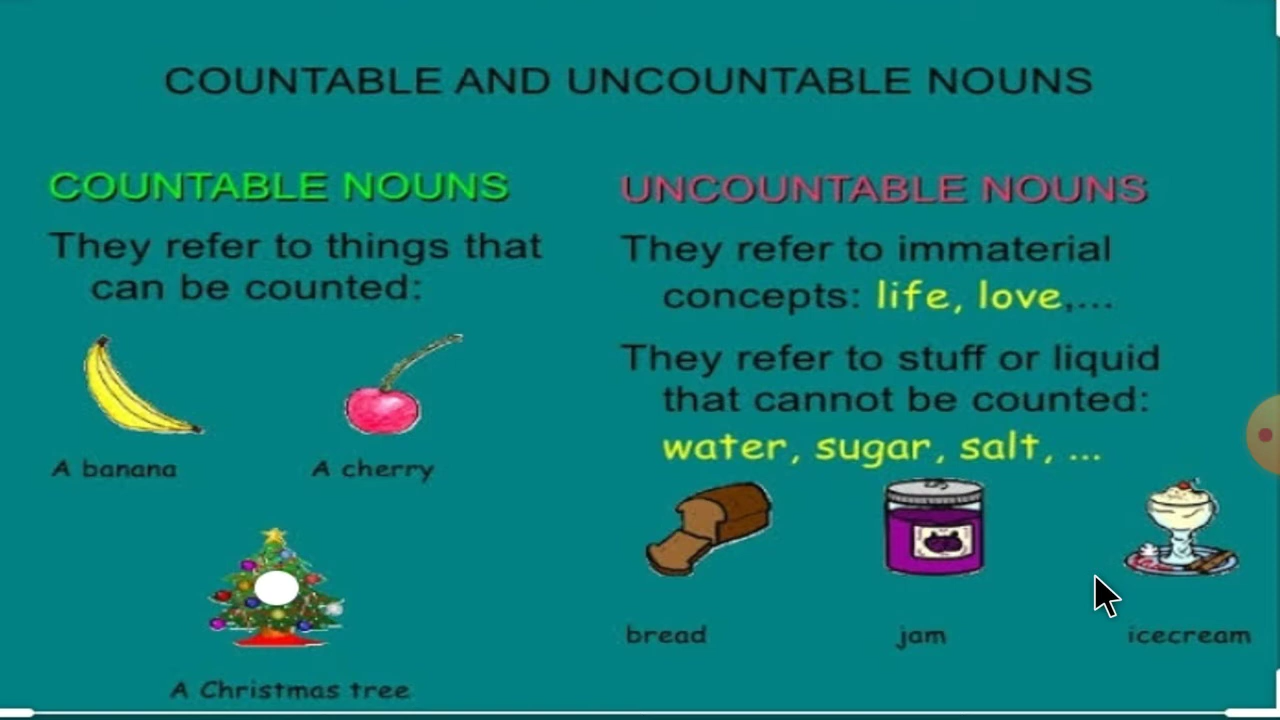 COUNTABLE AND UNCOUNTABLE NOUNS
COUNTABLE NOUNS
They refer to things that
can be counted:
A banana
A cherry
A Christmas tree
UNCOUNTABLE NOUNS
They refer to immaterial
concepts: life, love,...
They refer to stuff or liquid
that cannot be counted:
water, sugar, salt, ...
bread
jam
icecream